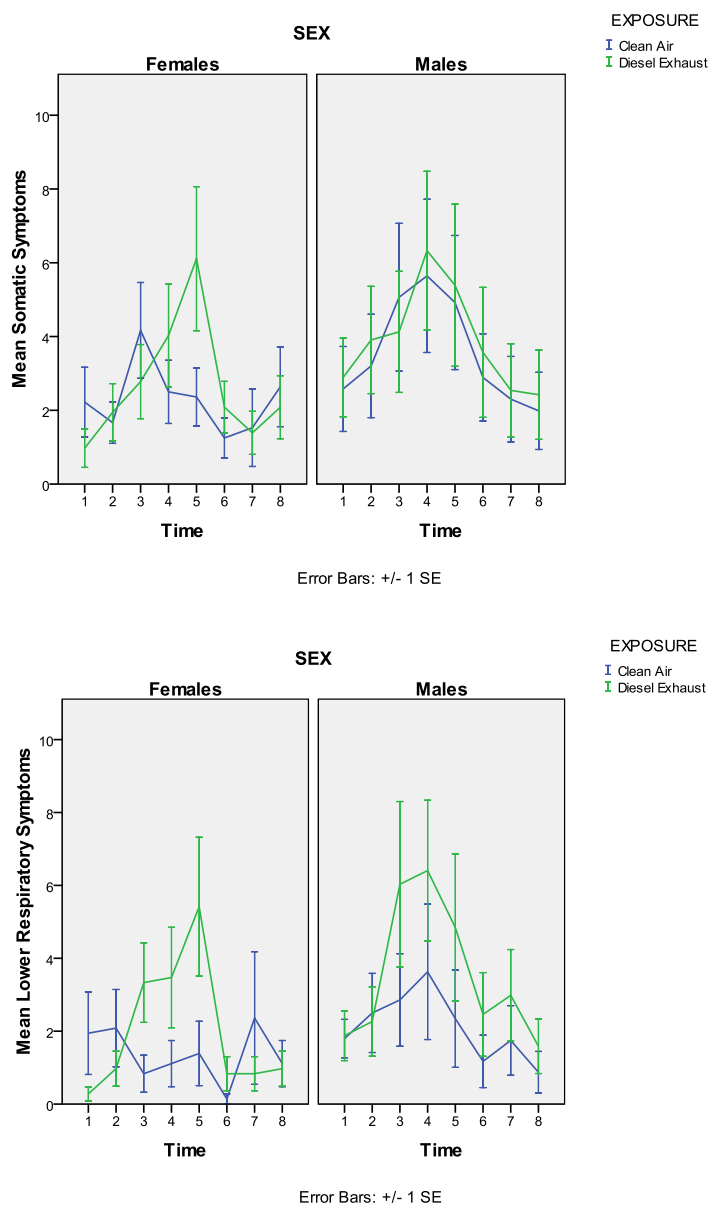 EXPOSURE
Clean Air
Diesel Exhaust
SEX
Females Males
Mean Somatic Symptoms
10
8
6
4
2
0
1 2 3 4 5 6 7 8 1 2 3 4 5 6 7 8
Time Time
Error Bars: +/- 1 SE
EXPOSURE
Clean Air
Diesel Exhaust
SEX
Females Males
Mean Lower Respiratory Symptoms
10
8
6
4
2
0
1 2 3 4 5 6 7 8 1 2 3 4 5 6 7 8
Time Time
Error Bars: +/- 1 SE